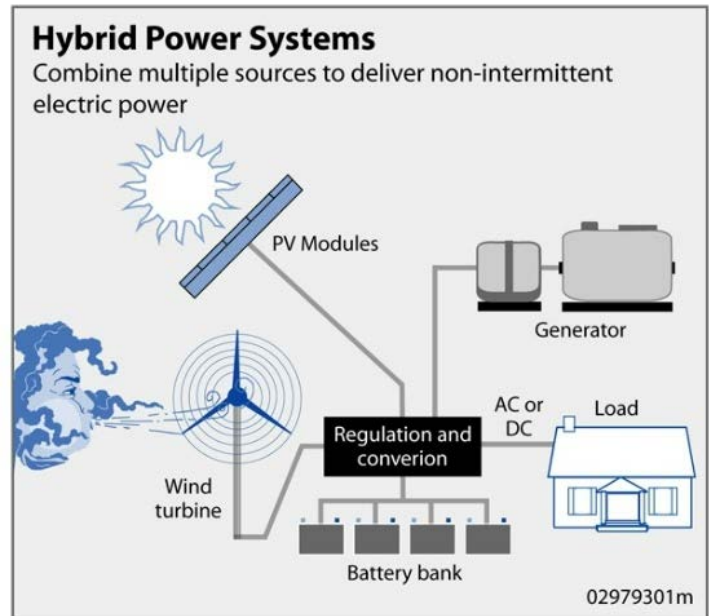 Hybrid Power Systems
Combine multiple sources to deliver non-intermittent
electric power
PV Modules
Generator
AC or
DC
Load
Regulation and
converion
Wind
turbine
Battery bank
02979301m